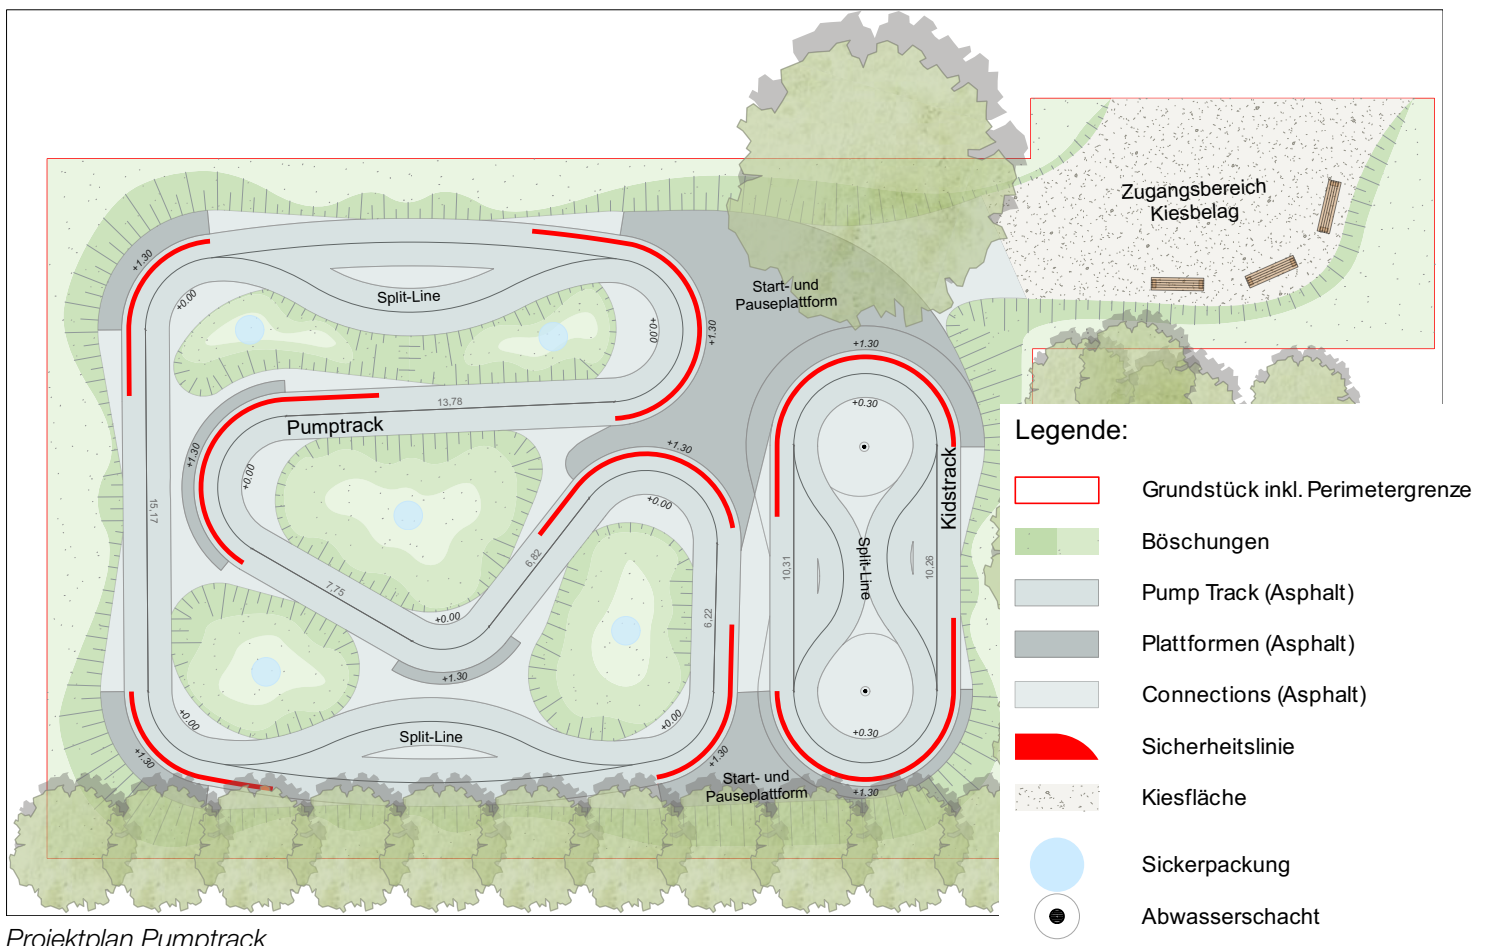 Zugangsbereich
Kiesbelag
+1.30
+0.00
Split-Line
Start- und
Pauseplattform
+0.00
+1.30
+1.30
13,78
Pumptrack
+0.30
+1.30
+0.00
+1.30
+0.00
15,17
Kidstrack
6,82
7,75
10,31
Split-Line
10,26
+0.00
6,22
+1.30
+0.00
Split-Line
+0.00
+0.30
+1.30
+1.30
Start- und
Pauseplattform
+1.30
Legende:
Grundstück inkl. Perimetergrenze
Böschungen
Pump Track (Asphalt)
Plattformen (Asphalt)
Connections (Asphalt)
Sicherheitslinie
Kiesfläche
Sickerpackung
Abwasserschacht
Projektplan Pumptrack